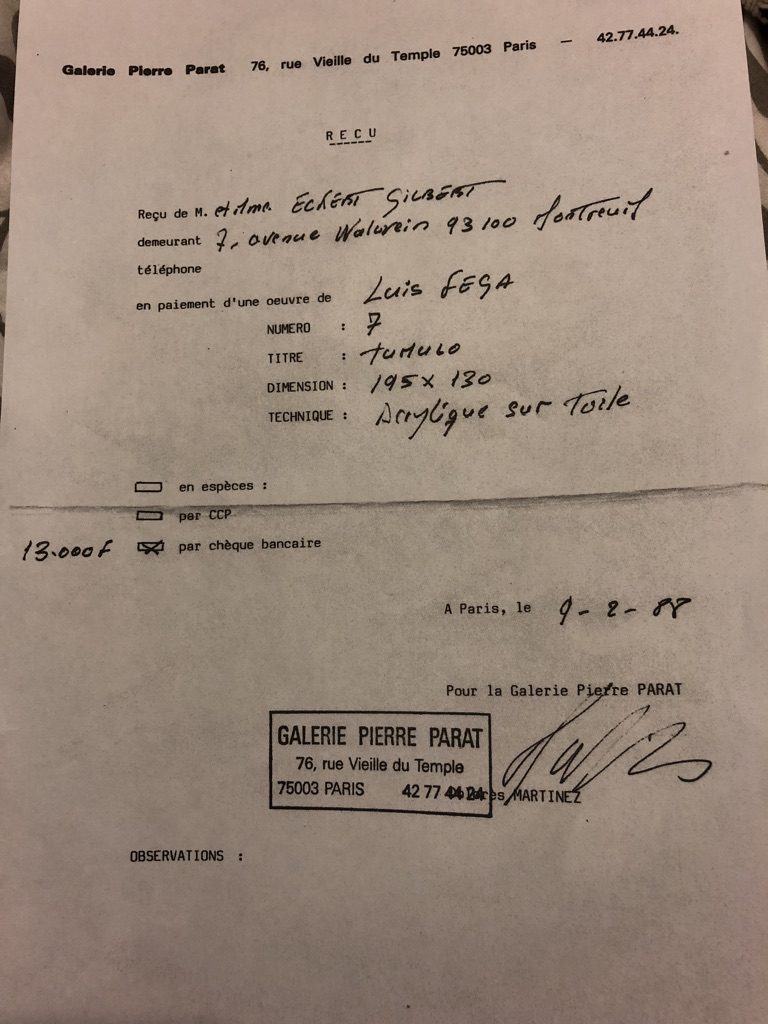 Galerie Pierre Parat 76, rue Vieille du Temple 75003 Paris — 42.77.44.24.
RECU
Reçu de M. et Mme. ECKERT GILBERT
demeurant 7, avenue Walwein 93100 Montreuil
téléphone
en paiement d'une oeuvre de Luis FEGA
NUMERO : 7
TITRE : TUMULO
DIMENSION : 195 x 130
TECHNIQUE : Acrylique sur Toile
en espèces :
par CCP
13.000F par chèque bancaire
A Paris, le 9-2-88
Pour la Galerie Pierre PARAT
GALERIE PIERRE PARAT
76, rue Vieille du Temple
75003 PARIS 42 77 44 24
MARTINEZ
OBSERVATIONS :